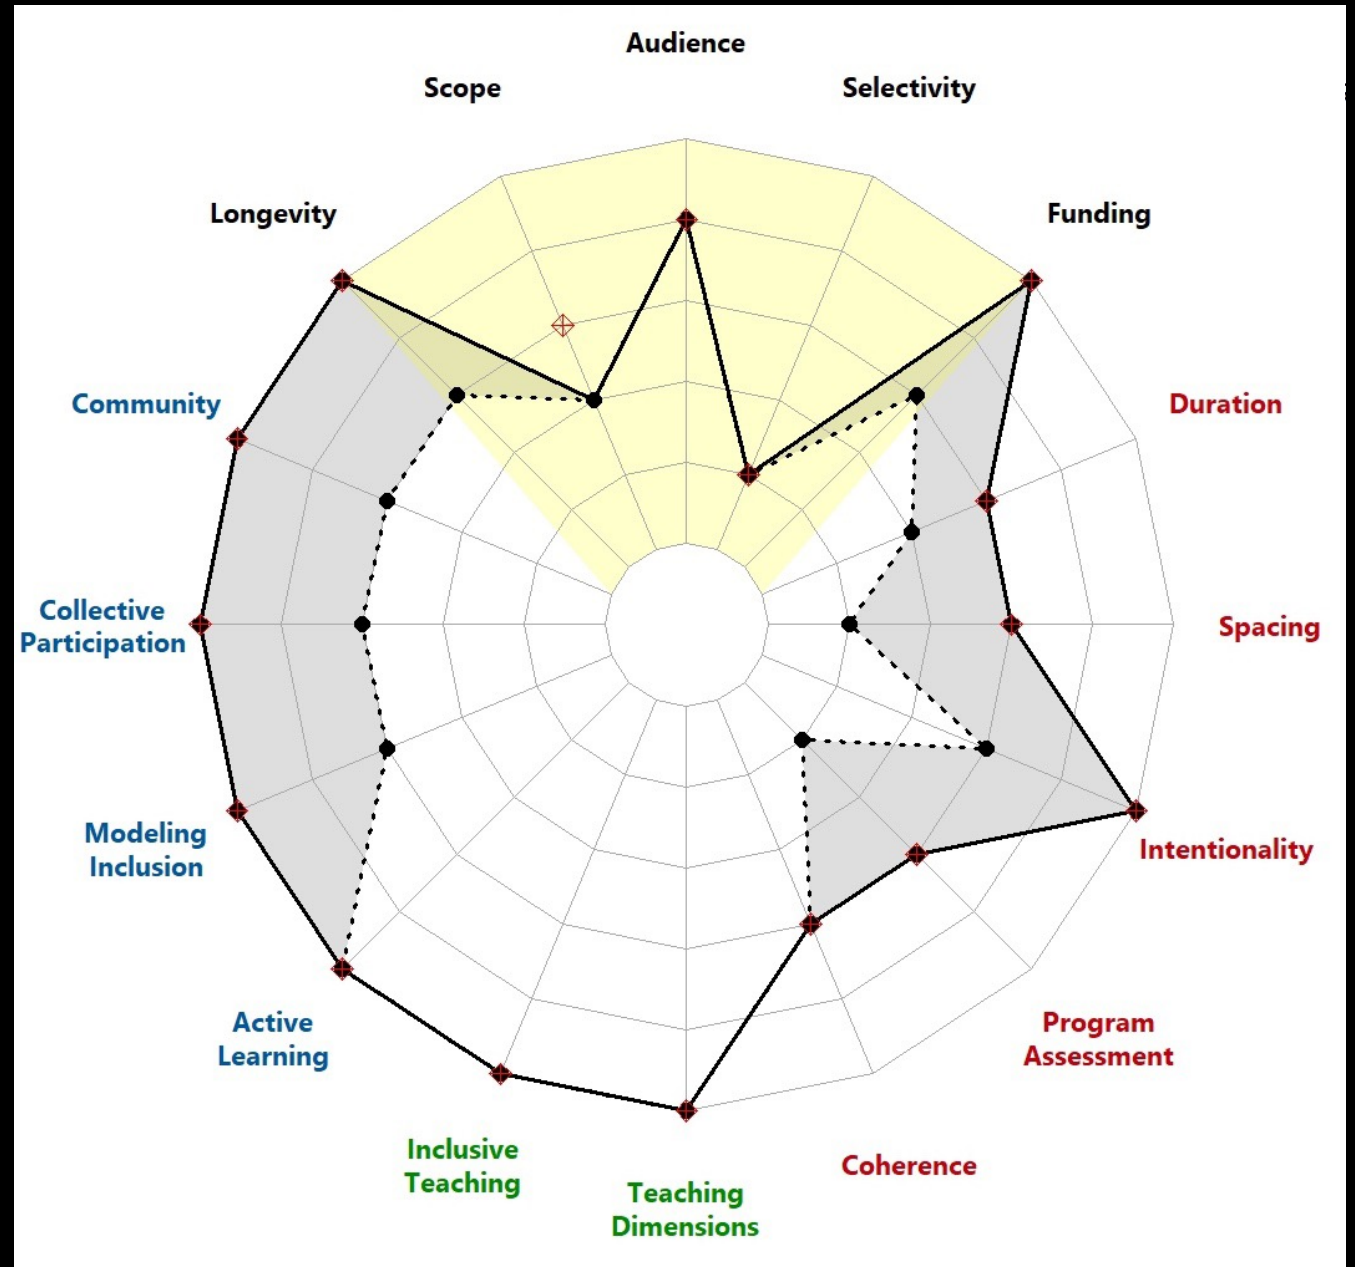 Audience
Scope
Selectivity
Longevity
Funding
Community
Duration
Collective
Participation
Spacing
Modeling
Inclusion
Intentionality
Active
Learning
Program
Assessment
Inclusive
Teaching
Coherence
Teaching
Dimensions